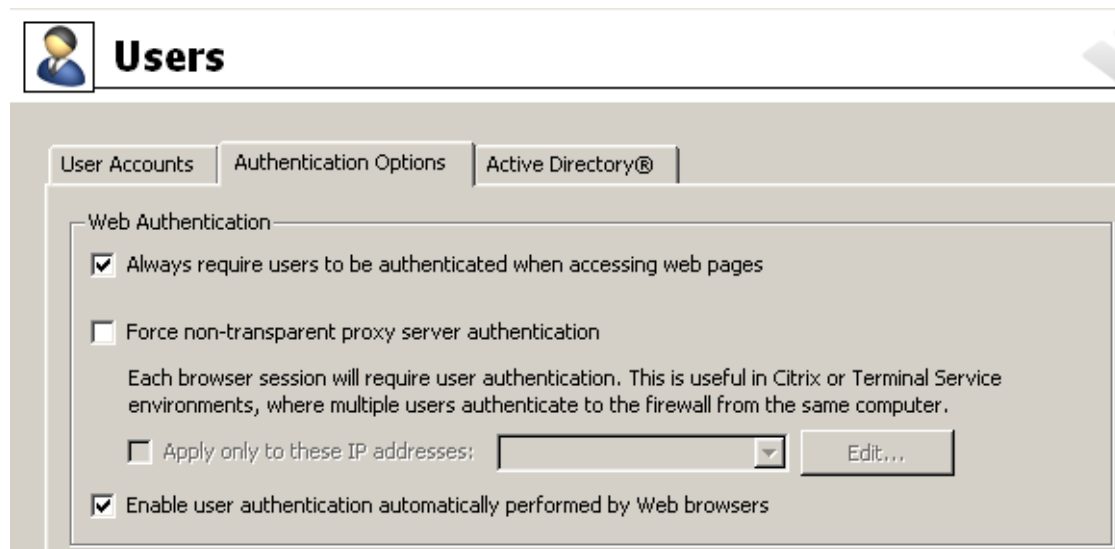 Users
User Accounts
Authentication Options
Active Directory®
Web Authentication
Always require users to be authenticated when accessing web pages
Force non-transparent proxy server authentication
Each browser session will require user authentication. This is useful in Citrix or Terminal Service
environments, where multiple users authenticate to the firewall from the same computer.
Apply only to these IP addresses:
Edit...
Enable user authentication automatically performed by Web browsers